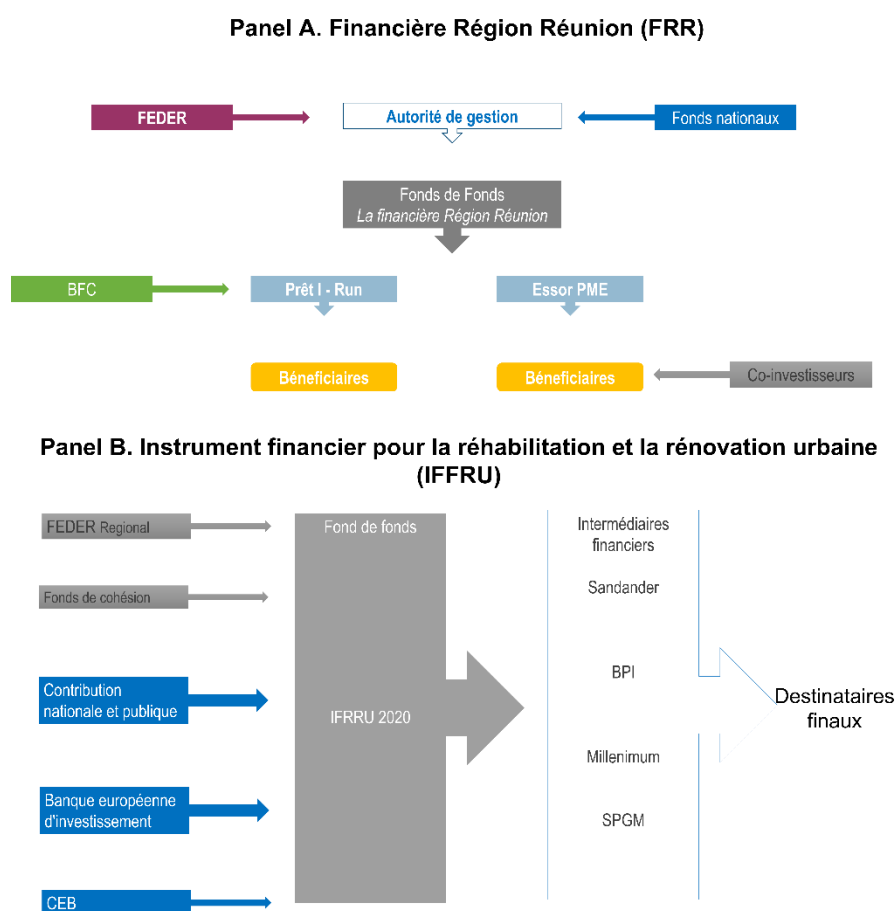 Panel A. Financière Région Réunion (FRR)
FEDER
Autorité de gestion
Fonds nationaux
Fonds de Fonds
La financière Région Réunion
BFC
Prêt I - Run
Essor PME
Béneficiaires
Béneficiaires
Co-investisseurs
Panel B. Instrument financier pour la réhabilitation et la rénovation urbaine
(IFFRU)
FEDER Regional
Fonds de cohésion
Contribution
nationale et publique
Banque européenne
d'investissement
CEB
Fond de fonds
IFRRU 2020
Intermédiaires
financiers
Sandander
BPI
Millenimum
SPGM
Destinataires
finaux